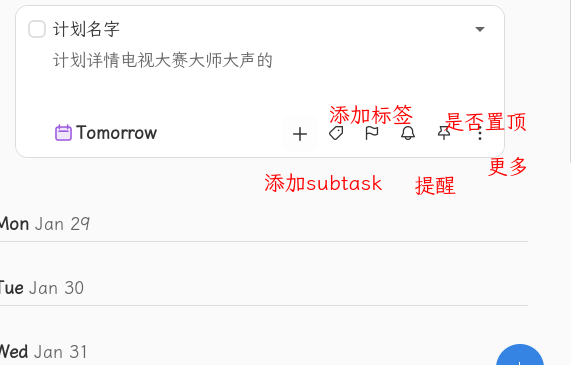 计划名字
计划详情电视大赛大师大声的
添加标签
是否置顶
Tomorrow
更多
添加subtask
提醒
Mon Jan 29
Tue Jan 30
Wed Jan 31